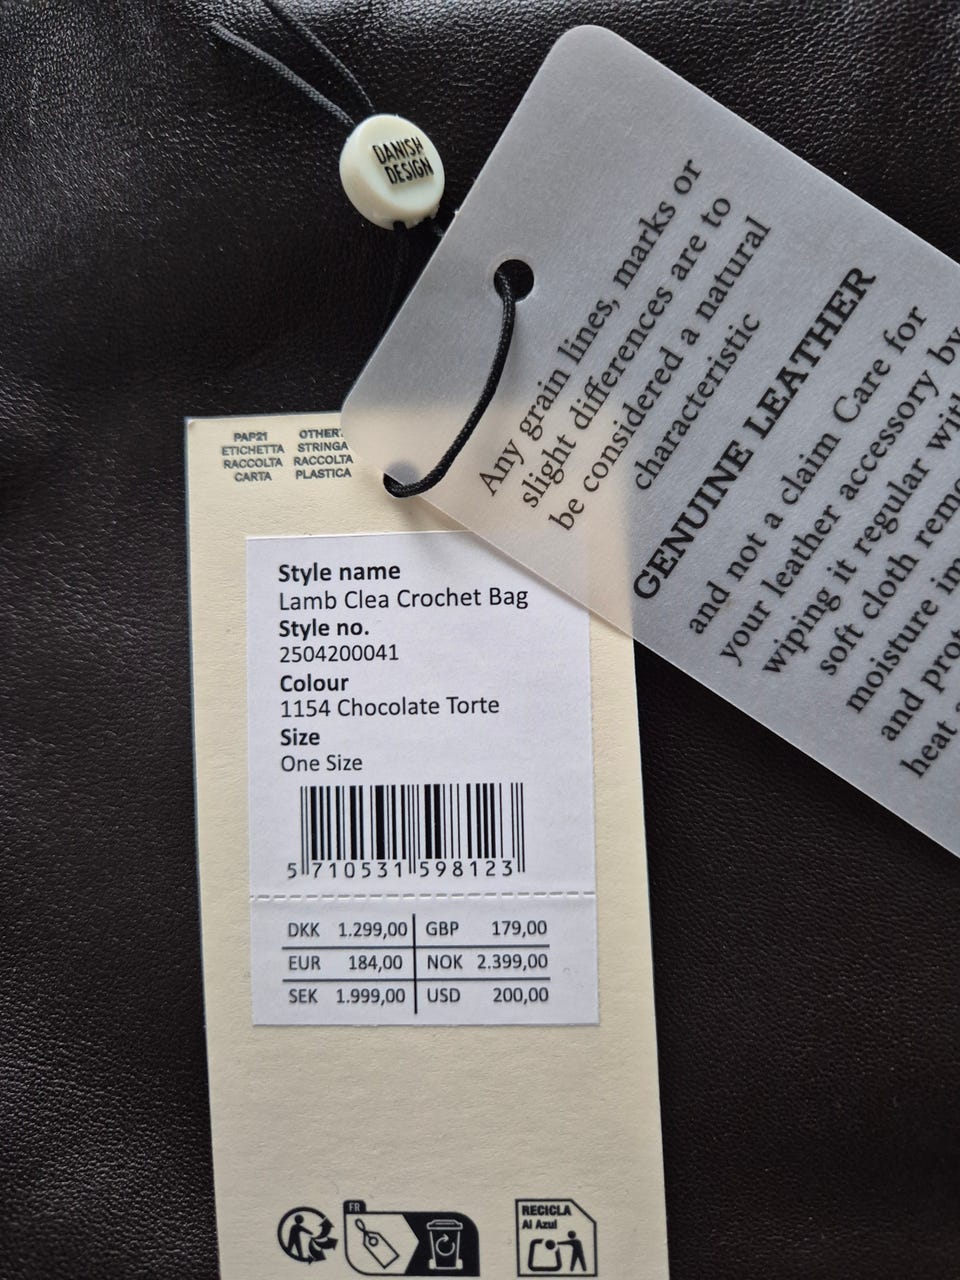 DANISH
DESIGN
Any grain lines, marks or
slight differences are to
be considered a natural
characteristic
GENUINE LEATHER
and not a claim Care for
your leather accessory by
wiping it regular with
soft cloth
moisture
and
heat
PAP21
ETICHETTA
RACCOLTA
CARTA
OTHER7
STRINGA
RACCOLTA
PLASTICA
Style name
Lamb Clea Crochet Bag
Style no.
2504200041
Colour
1154 Chocolate Torte
Size
One Size
5 710531 598123
DKK 1.299,00 GBP 179,00
EUR 184,00 NOK 2.399,00
SEK 1.999,00 USD 200,00
FR
RECICLA
Al Azul